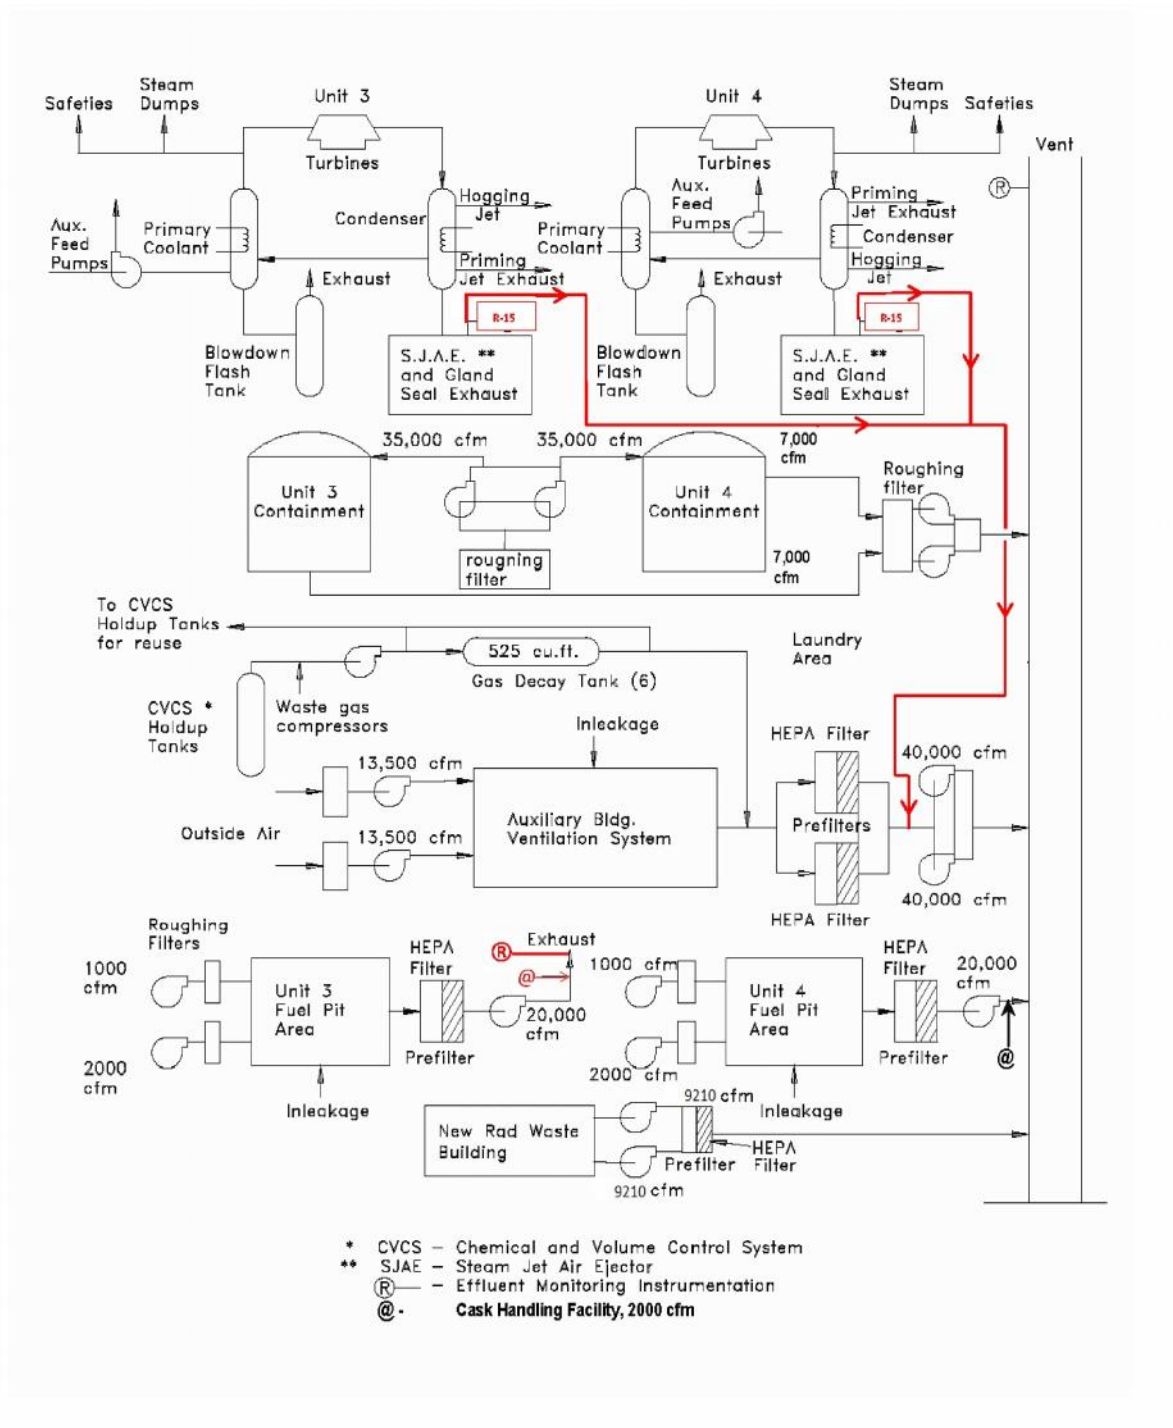 Safeties
Steam
Dumps
Unit 3
Turbines
Unit 4
Turbines
Steam
Dumps
Safeties
Vent
Aux.
Feed
Pumps
Primary
Coolant
Condenser
Hogging
Jet
Priming
Jet Exhaust
Aux.
Feed
Pumps
Primary
Coolant
Priming
Jet Exhaust
Condenser
Hogging
Jet
R
Exhaust
Exhaust
Blowdown
Flash
Tank
R-15
S.J.A.E. **
and Gland
Seal Exhaust
Blowdown
Flash
Tank
R-15
S.J.A.E. **
and Gland
Seal Exhaust
35,000 cfm
35,000 cfm
7,000
cfm
Unit 3
Containment
rougning
filter
Unit 4
Containment
7,000
cfm
Roughing
filter
To CVCS
Holdup Tanks
for reuse
525 cu.ft.
Gas Decay Tank (6)
Laundry
Area
CVCS *
Holdup
Tanks
Waste gas
compressors
Inleakage
HEPA Filter
40,000 cfm
13,500 cfm
Outside Air
13,500 cfm
Auxiliary Bldg.
Ventilation System
Prefilters
HEPA Filter
40,000 cfm
Roughing
Filters
1000
cfm
2000
cfm
Unit 3
Fuel Pit
Area
Inleakage
HEPA
Filter
Prefilter
R
Exhaust
@
20,000
cfm
1000 cfm
2000 cfm
Unit 4
Fuel Pit
Area
Inleakage
HEPA
Filter
Prefilter
20,000
cfm
@
New Rad Waste
Building
9210 cfm
9210 cfm
Prefilter
HEPA
Filter
* CVCS - Chemical and Volume Control System
** SJAE - Steam Jet Air Ejector
R - Effluent Monitoring Instrumentation
@ - Cask Handling Facility, 2000 cfm